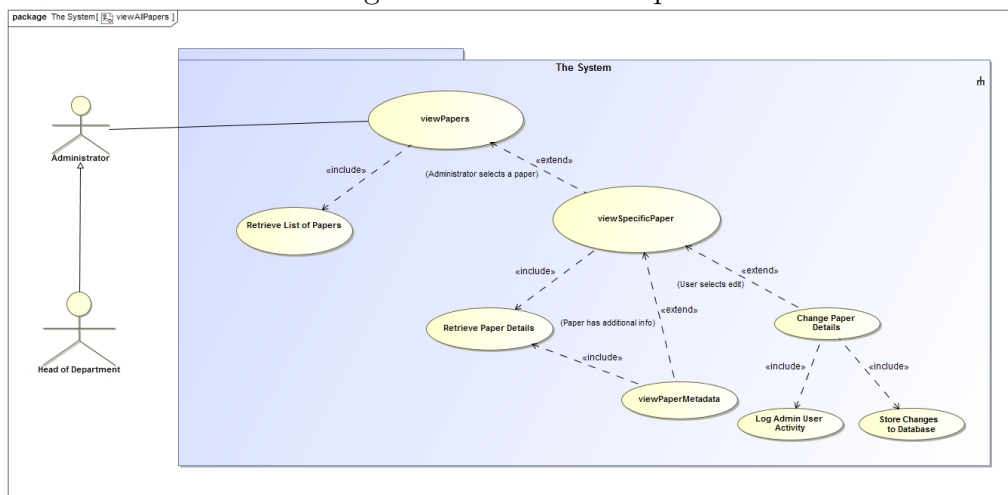 package The System[ viewAllPapers ]
The System
viewPapers
Administrator
«include»
«extend»
(Administrator selects a paper)
Retrieve List of Papers
viewSpecificPaper
«include»
«extend»
(User selects edit)
Retrieve Paper Details
(Paper has additional info)
«extend»
Change Paper
Details
Head of Department
«include»
viewPaperMetadata
«include»
«include»
Log Admin User
Activity
Store Changes
to Database